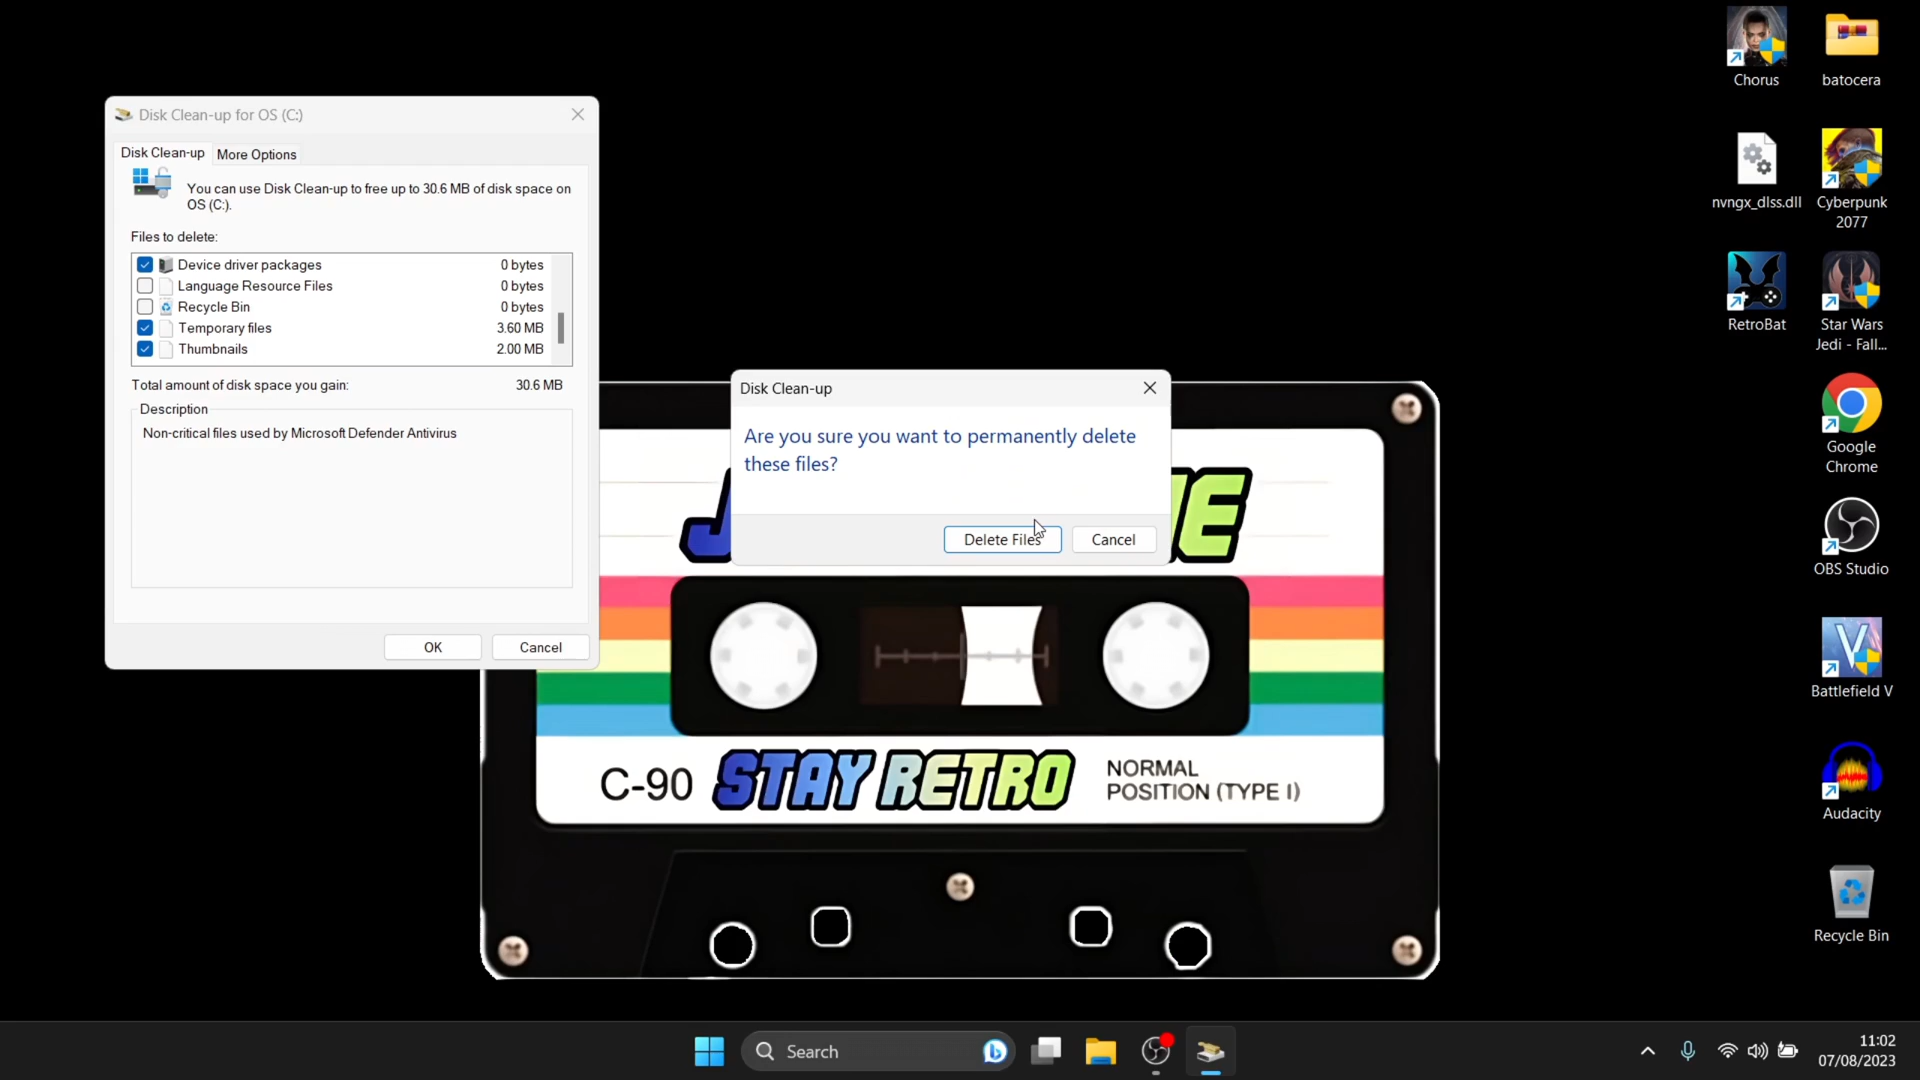 Disk Clean-up for OS (C:)
Disk Clean-up
More Options
You can use Disk Clean-up to free up to 30.6 MB of disk space on
OS (C:).
Files to delete:
Device driver packages 0 bytes
Language Resource Files 0 bytes
Recycle Bin 0 bytes
Temporary files 3.60 MB
Thumbnails 2.00 MB
Total amount of disk space you gain: 30.6 MB
Description
Non-critical files used by Microsoft Defender Antivirus
OK
Cancel
Disk Clean-up
Are you sure you want to permanently delete
these files?
Delete Files
Cancel
J
E
C-90
STAY RETRO
NORMAL
POSITION (TYPE I)
Chorus
batocera
nvngx_dlss.dll
Cyberpunk
2077
RetroBat
Star Wars
Jedi - Fall...
Google
Chrome
OBS Studio
Battlefield V
Audacity
Recycle Bin
Search
11:02
07/08/2023